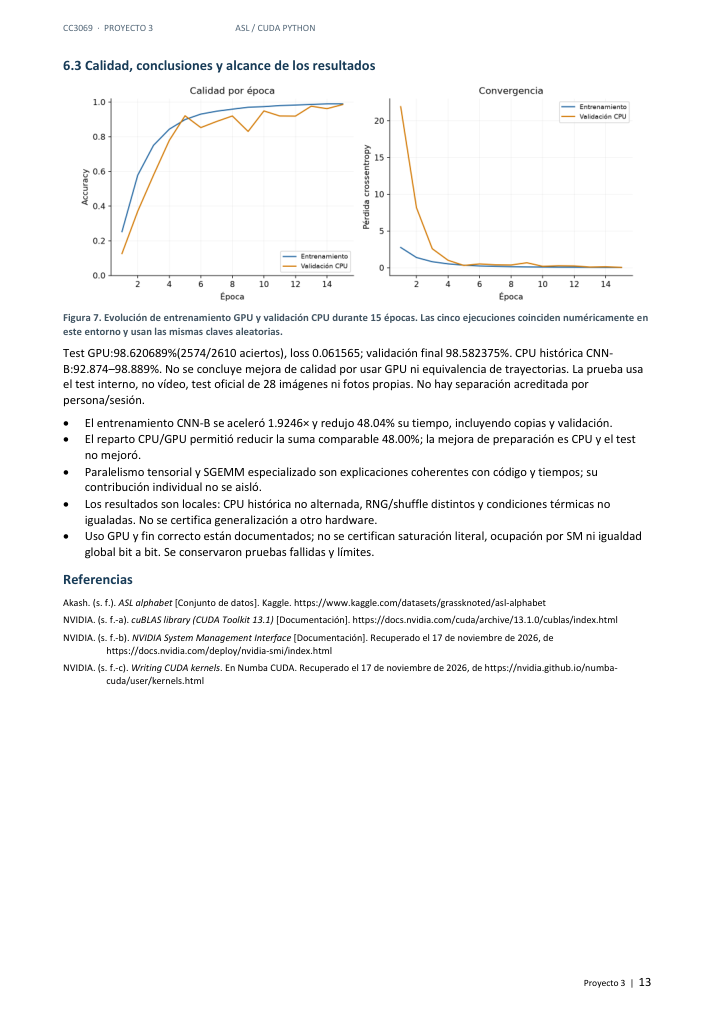 CC3069 · PROYECTO 3 ASL / CUDA PYTHON
6.3 Calidad, conclusiones y alcance de los resultados
Calidad por época
1.0
0.8
0.6
0.4
0.2
0.0
Accuracy
2 4 6 8 10 12 14
Época
Entrenamiento
Validación CPU
Convergencia
20
15
10
5
0
Pérdida crossentropy
2 4 6 8 10 12 14
Época
Entrenamiento
Validación CPU
Figura 7. Evolución de entrenamiento GPU y validación CPU durante 15 épocas. Las cinco ejecuciones coinciden numéricamente en
este entorno y usan las mismas claves aleatorias.
Test GPU:98.620689%(2574/2610 aciertos), loss 0.061565; validación final 98.582375%. CPU histórica CNN-
B:92.874–98.889%. No se concluye mejora de calidad por usar GPU ni equivalencia de trayectorias. La prueba usa
el test interno, no vídeo, test oficial de 28 imágenes ni fotos propias. No hay separación acreditada por
persona/sesión.
• El entrenamiento CNN-B se aceleró 1.9246× y redujo 48.04% su tiempo, incluyendo copias y validación.
• El reparto CPU/GPU permitió reducir la suma comparable 48.00%; la mejora de preparación es CPU y el test
no mejoró.
• Paralelismo tensorial y SGEMM especializado son explicaciones coherentes con código y tiempos; su
contribución individual no se aisló.
• Los resultados son locales: CPU histórica no alternada, RNG/shuffle distintos y condiciones térmicas no
igualadas. No se certifica generalización a otro hardware.
• Uso GPU y fin correcto están documentados; no se certifican saturación literal, ocupación por SM ni igualdad
global bit a bit. Se conservaron pruebas fallidas y límites.
Referencias
Akash. (s. f.). ASL alphabet [Conjunto de datos]. Kaggle. https://www.kaggle.com/datasets/grassknoted/asl-alphabet
NVIDIA. (s. f.-a). cuBLAS library (CUDA Toolkit 13.1) [Documentación]. https://docs.nvidia.com/cuda/archive/13.1.0/cublas/index.html
NVIDIA. (s. f.-b). NVIDIA System Management Interface [Documentación]. Recuperado el 17 de noviembre de 2026, de
https://docs.nvidia.com/deploy/nvidia-smi/index.html
NVIDIA. (s. f.-c). Writing CUDA kernels. En Numba CUDA. Recuperado el 17 de noviembre de 2026, de https://nvidia.github.io/numba-
cuda/user/kernels.html
Proyecto 3 | 13